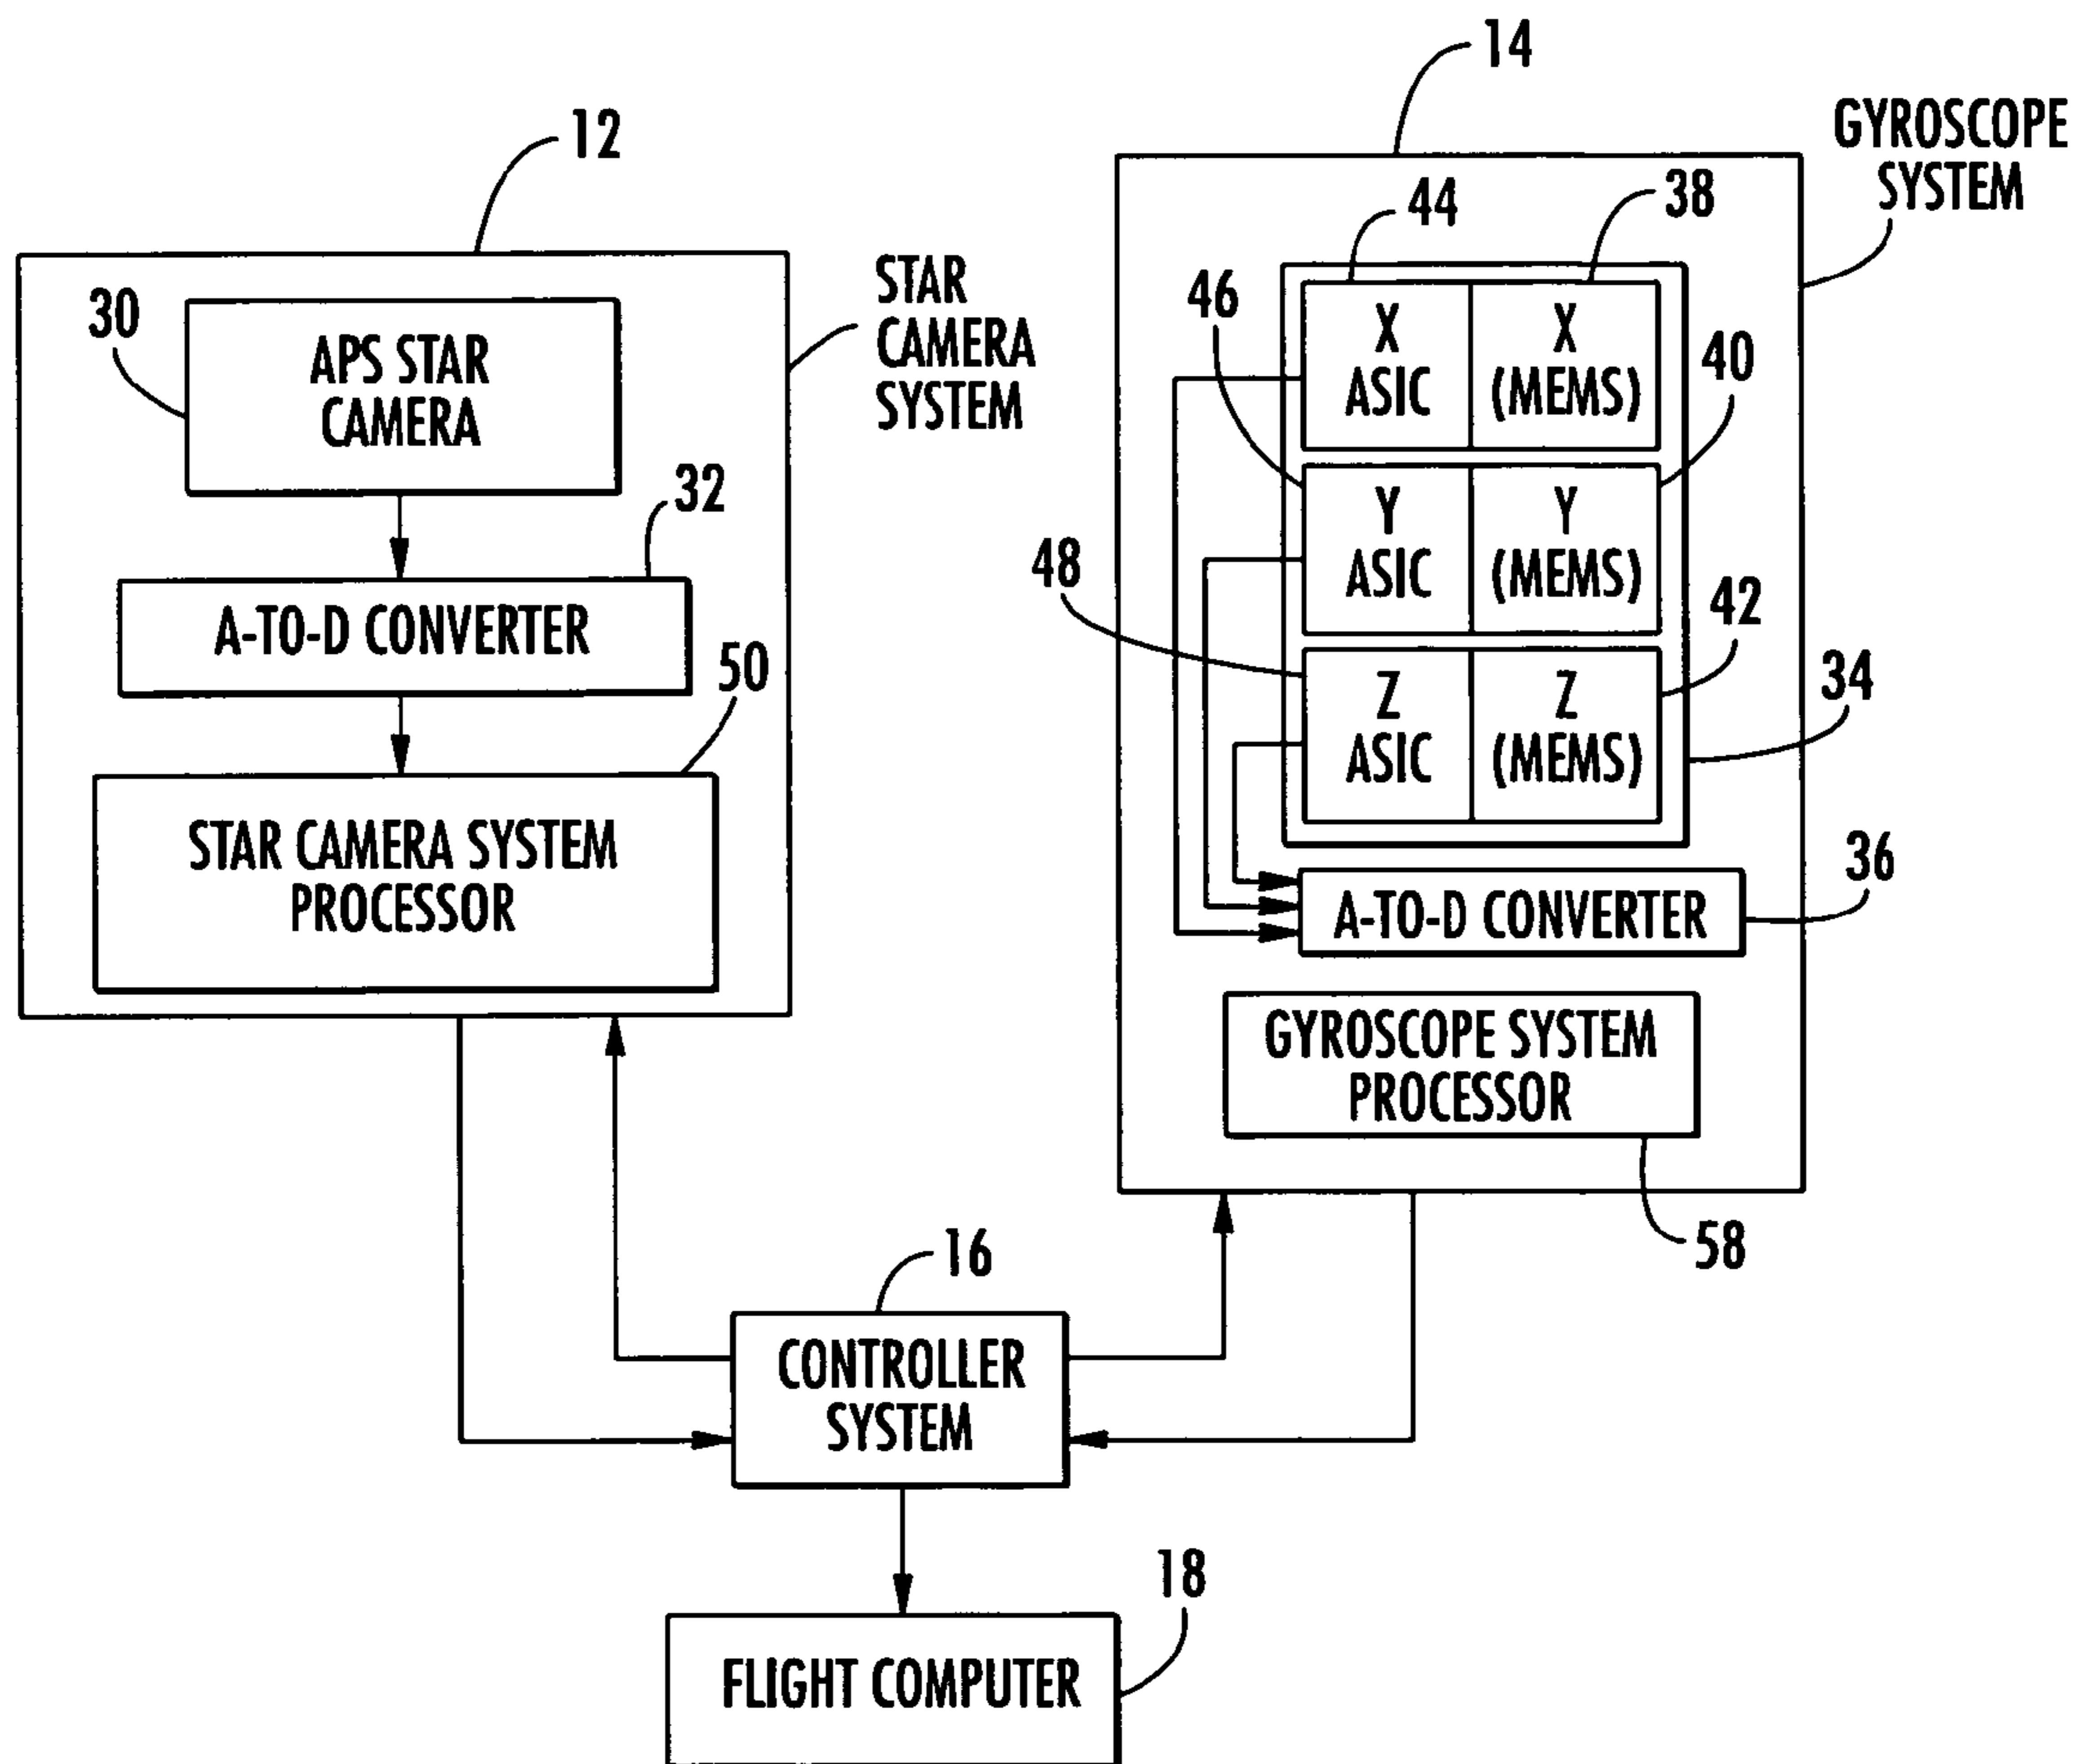 12
STAR
CAMERA
SYSTEM
30
APS STAR
CAMERA
32
A-TO-D CONVERTER
50
STAR CAMERA SYSTEM
PROCESSOR
14
GYROSCOPE
SYSTEM
44
38
46
X
ASIC
X
(MEMS)
40
Y
ASIC
Y
(MEMS)
48
42
Z
ASIC
Z
(MEMS)
34
36
A-TO-D CONVERTER
GYROSCOPE SYSTEM
PROCESSOR
58
16
CONTROLLER
SYSTEM
18
FLIGHT COMPUTER